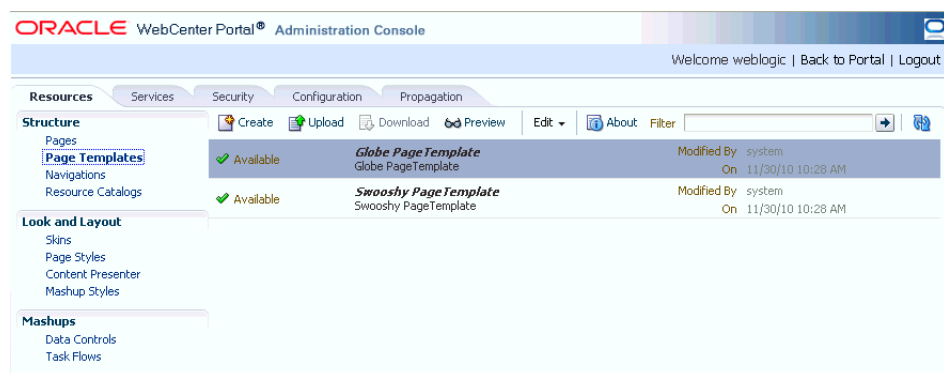 ORACLE WebCenter Portal® Administration Console
Welcome weblogic | Back to Portal | Logout
Resources Services Security Configuration Propagation
Structure
Pages
Page Templates
Navigations
Resource Catalogs
Look and Layout
Skins
Page Styles
Content Presenter
Mashup Styles
Mashups
Data Controls
Task Flows
Create Upload Download Preview Edit About Filter
Available Globe PageTemplate Modified By system
Globe PageTemplate On 11/30/10 10:28 AM
Available Swooshy PageTemplate Modified By system
Swooshy PageTemplate On 11/30/10 10:28 AM